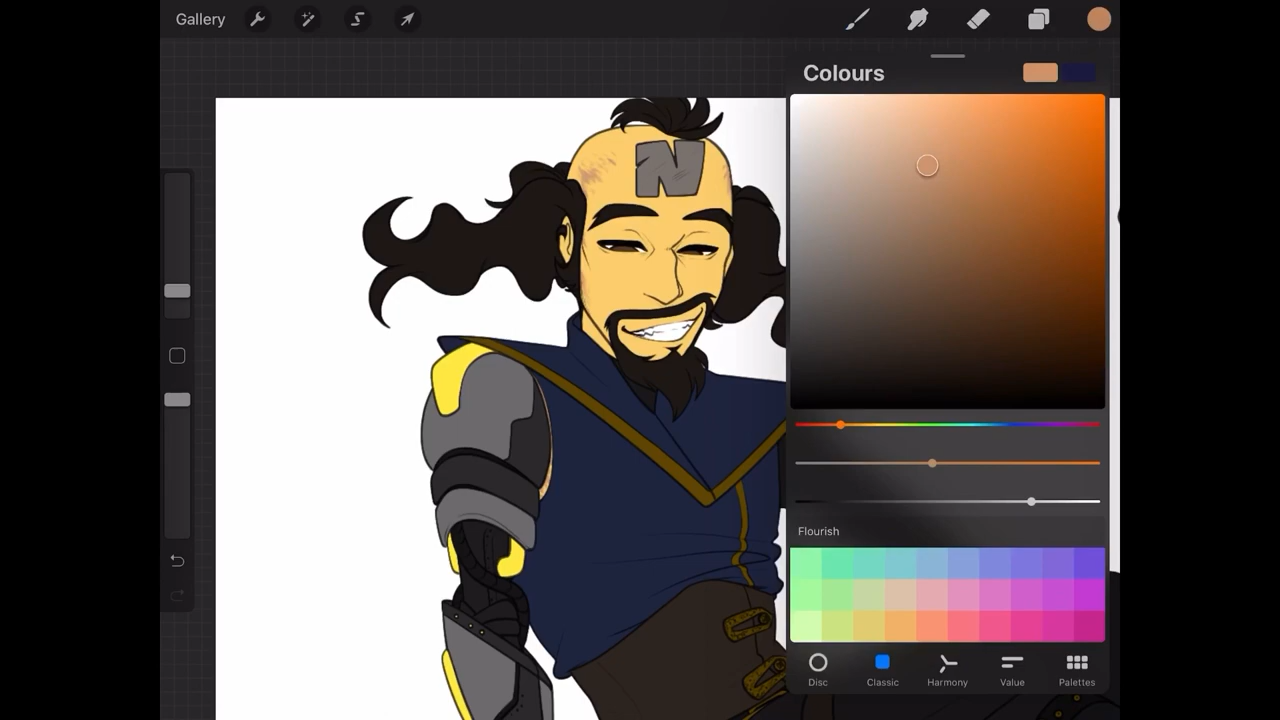 Gallery
Colours
N
Flourish
Disc
Classic
Harmony
Value
Palettes